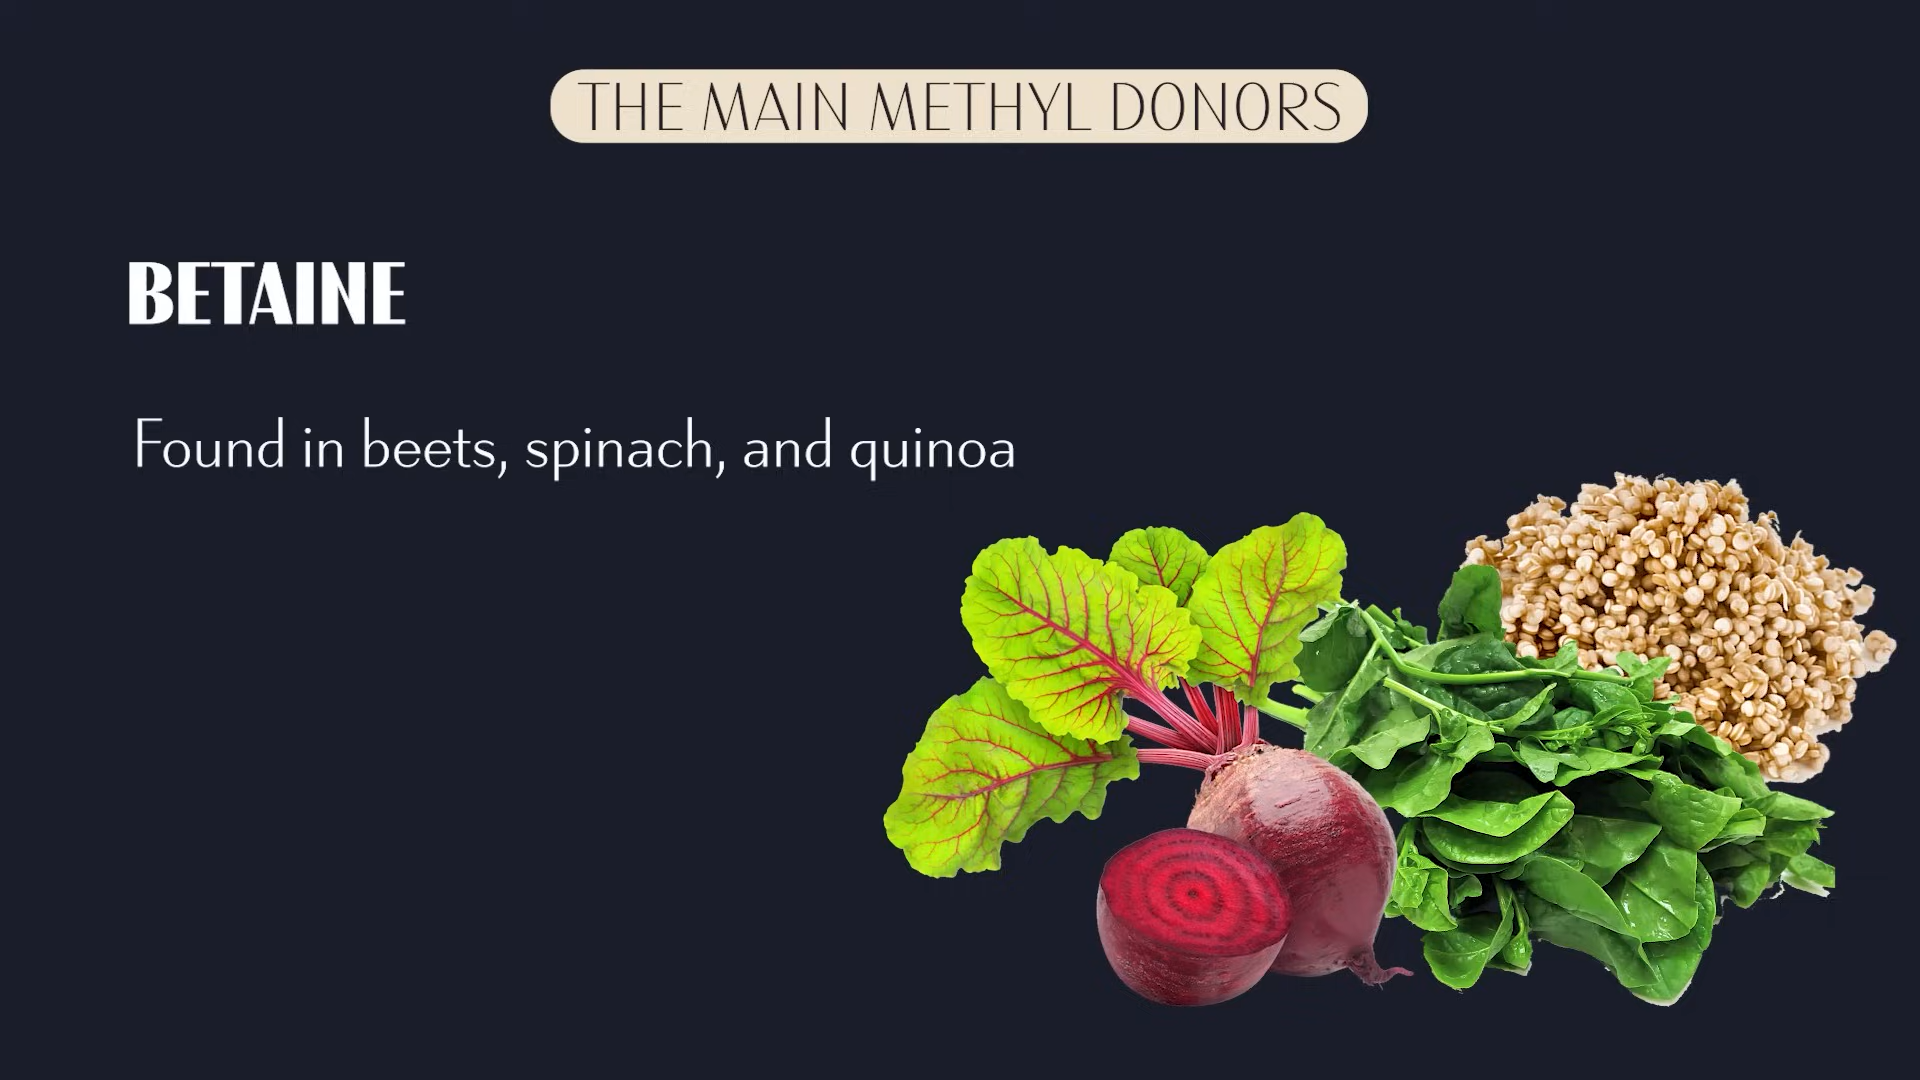 THE MAIN METHYL DONORS
BETAINE
Found in beets, spinach, and quinoa